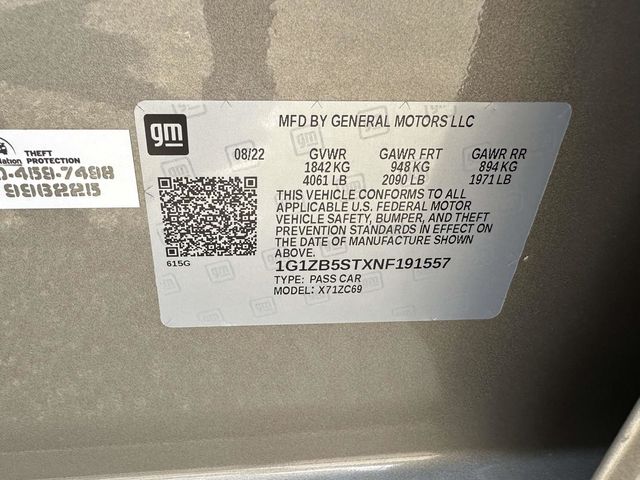 gm
MFD BY GENERAL MOTORS LLC
08/22 GVWR GAWR FRT GAWR RR
1842 KG 948 KG 894 KG
4061 LB 2090 LB 1971 LB
THIS VEHICLE CONFORMS TO ALL
APPLICABLE U.S. FEDERAL MOTOR
VEHICLE SAFETY, BUMPER, AND THEFT
PREVENTION STANDARDS IN EFFECT ON
THE DATE OF MANUFACTURE SHOWN
ABOVE.
615G
1G1ZB5STXNF191557
TYPE: PASS CAR
MODEL: X71ZC69
THEFT
PROTECTION
-459-7498
99632215